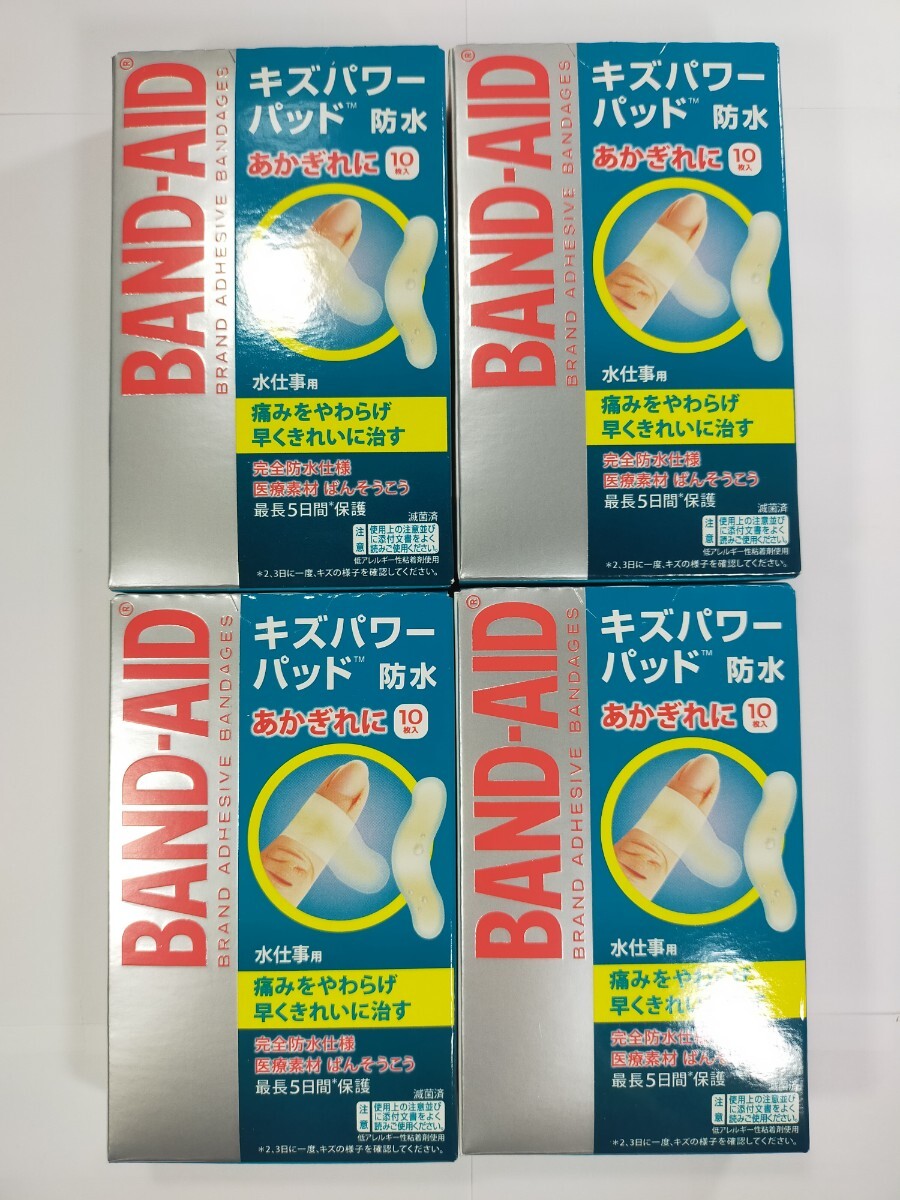 BAND-AID®
BRAND ADHESIVE BANDAGES
キズパワー
パッド™ 防水
あかぎれに 10枚入
水仕事用
痛みをやわらげ
早くきれいに治す
完全防水仕様
医療素材 ばんそうこう
最長5日間*保護
滅菌済
注意 使用上の注意並び
に添付文書をよく
読みご使用ください。
低アレルギー性粘着剤使用
*2、3日に一度、キズの様子を確認してください。
BAND-AID®
BRAND ADHESIVE BANDAGES
キズパワー
パッド™ 防水
あかぎれに 10枚入
水仕事用
痛みをやわらげ
早くきれいに治す
完全防水仕様
医療素材 ばんそうこう
最長5日間*保護
滅菌済
注意 使用上の注意並び
に添付文書をよく
読みご使用ください。
低アレルギー性粘着剤使用
*2、3日に一度、キズの様子を確認してください。
BAND-AID®
BRAND ADHESIVE BANDAGES
キズパワー
パッド™ 防水
あかぎれに 10枚入
水仕事用
痛みをやわらげ
早くきれいに治す
完全防水仕様
医療素材 ばんそうこう
最長5日間*保護
滅菌済
注意 使用上の注意並び
に添付文書をよく
読みご使用ください。
低アレルギー性粘着剤使用
*2、3日に一度、キズの様子を確認してください。
BAND-AID®
BRAND ADHESIVE BANDAGES
キズパワー
パッド™ 防水
あかぎれに 10枚入
水仕事用
痛みをやわらげ
早くきれいに治す
完全防水仕
医療素材 ばん
最長5日間*保護
滅菌済
注意 使用上の注意並び
に添付文書をよく
読みご使用ください。
低アレルギー性粘着剤使用
*2、3日に一度、キズの様子を確認してください。